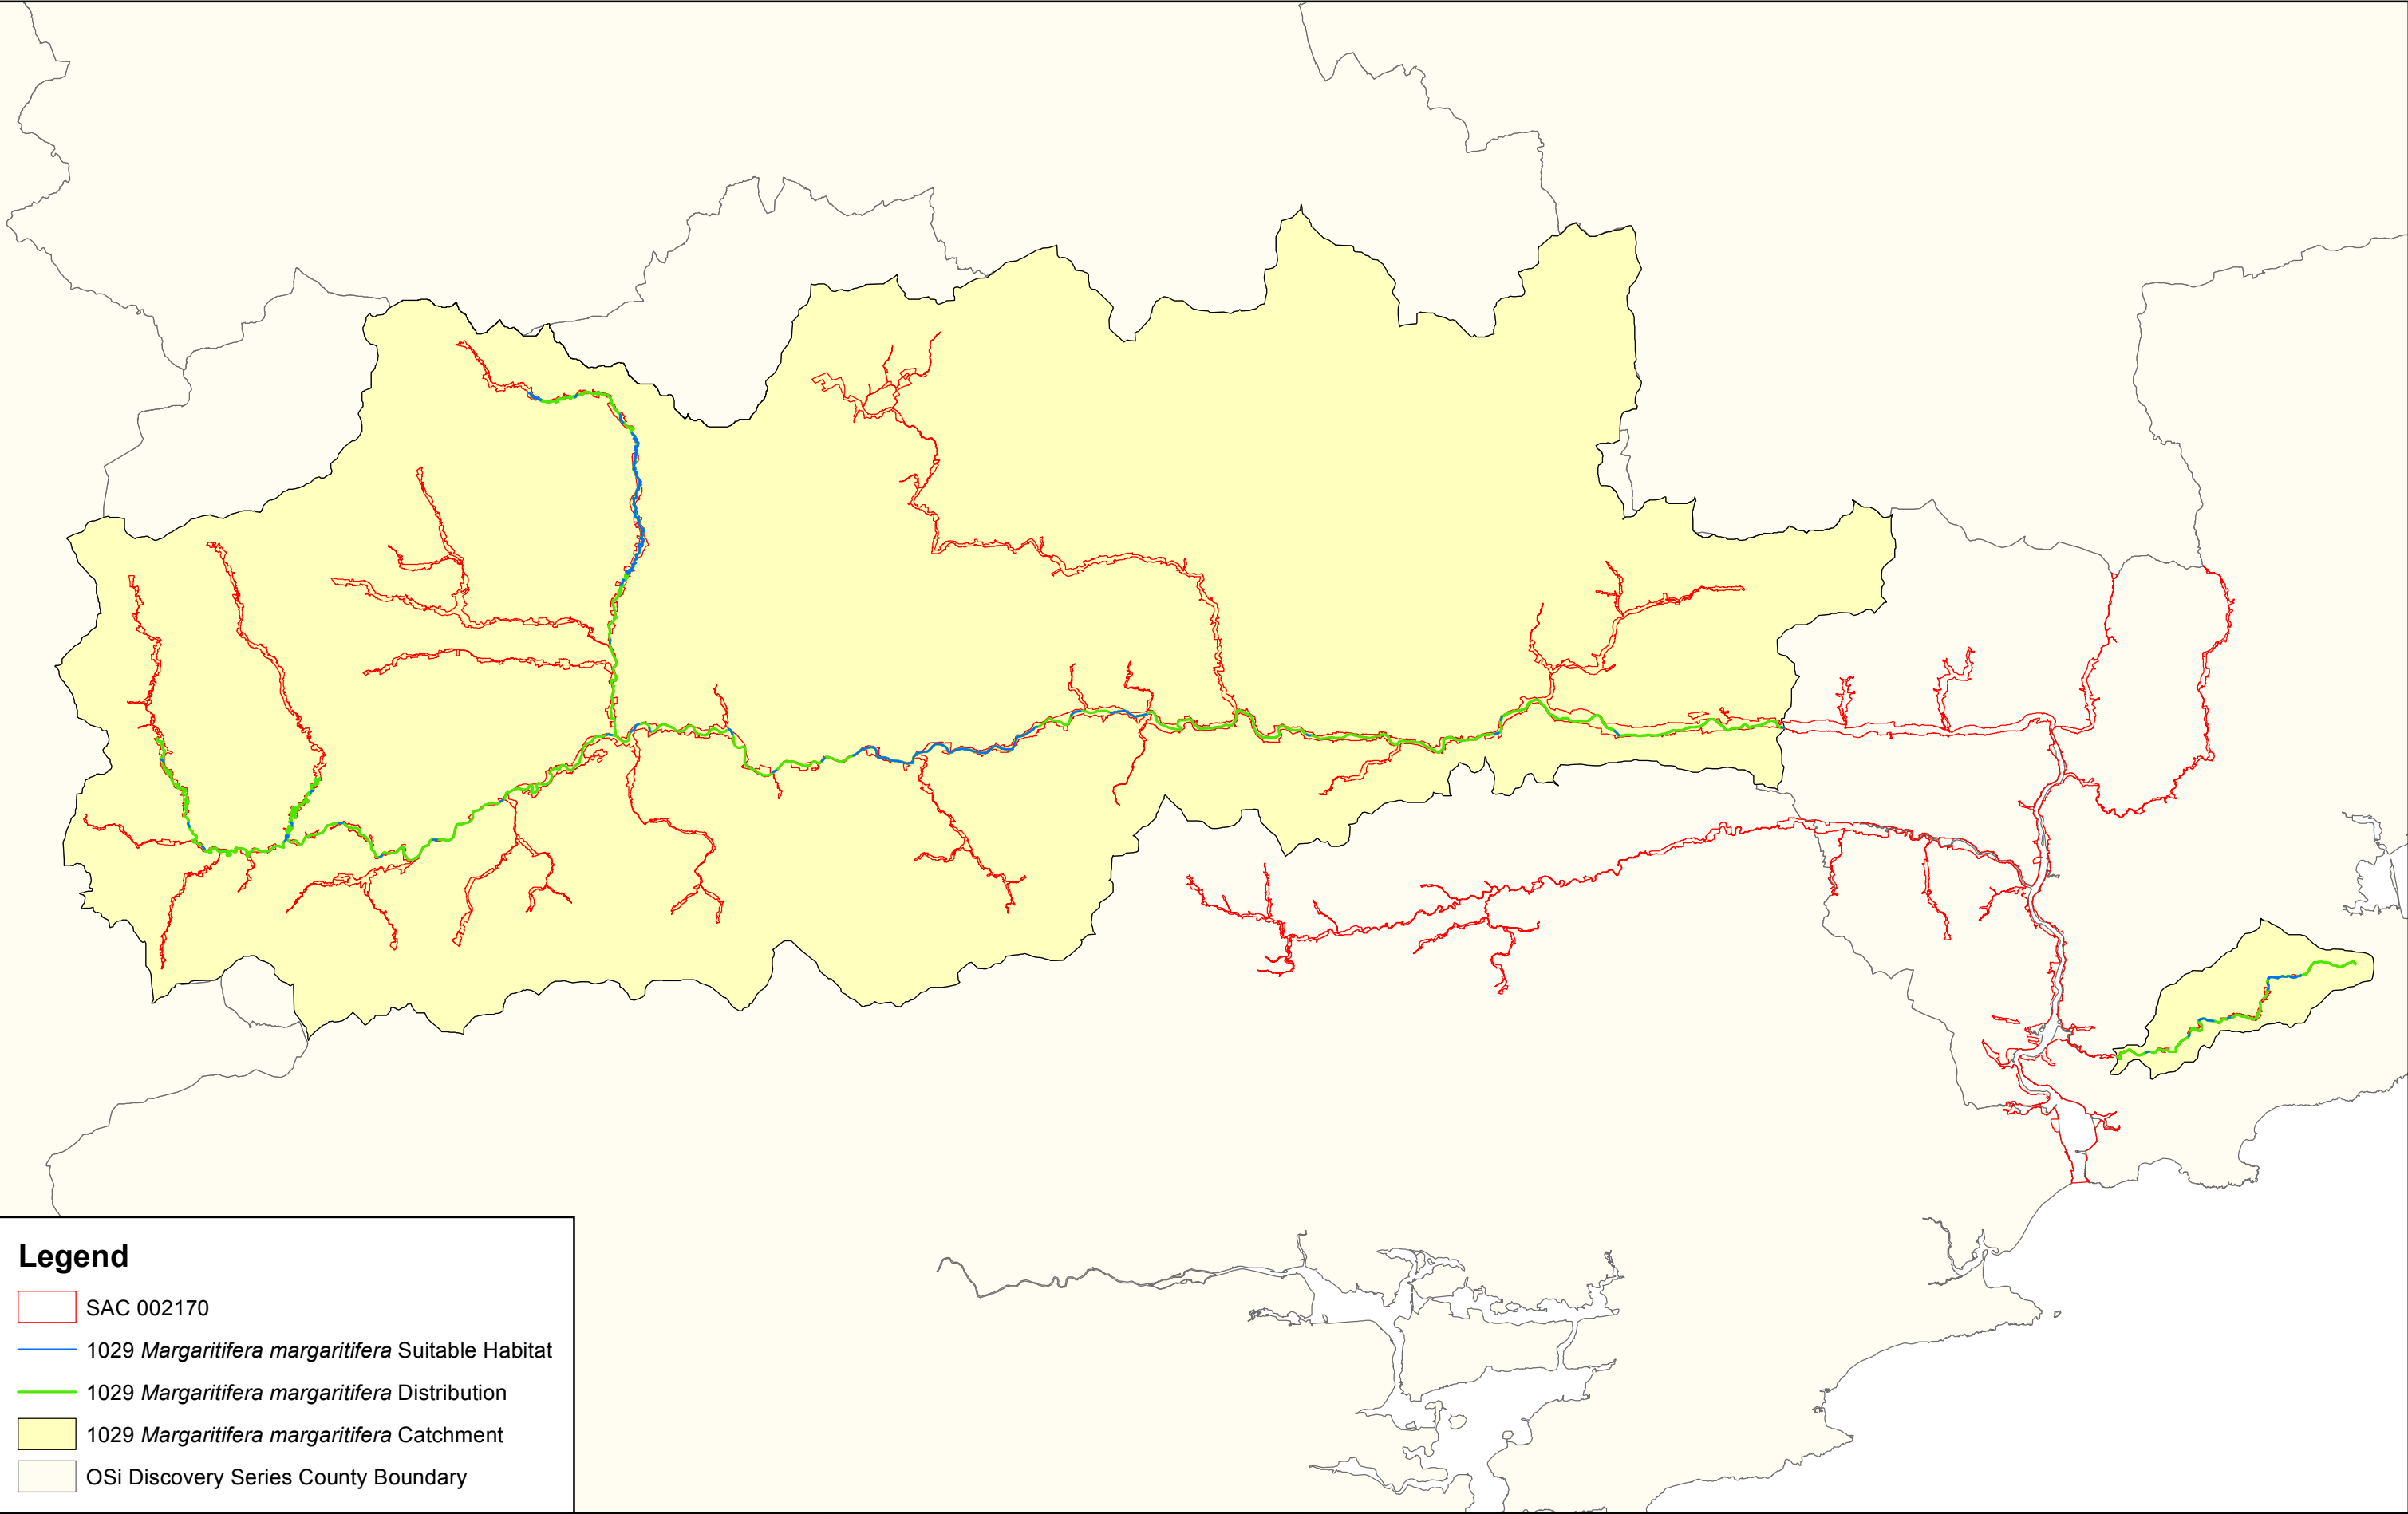 Legend
SAC 002170
1029 Margaritifera margaritifera Suitable Habitat
1029 Margaritifera margaritifera Distribution
1029 Margaritifera margaritifera Catchment
OSi Discovery Series County Boundary